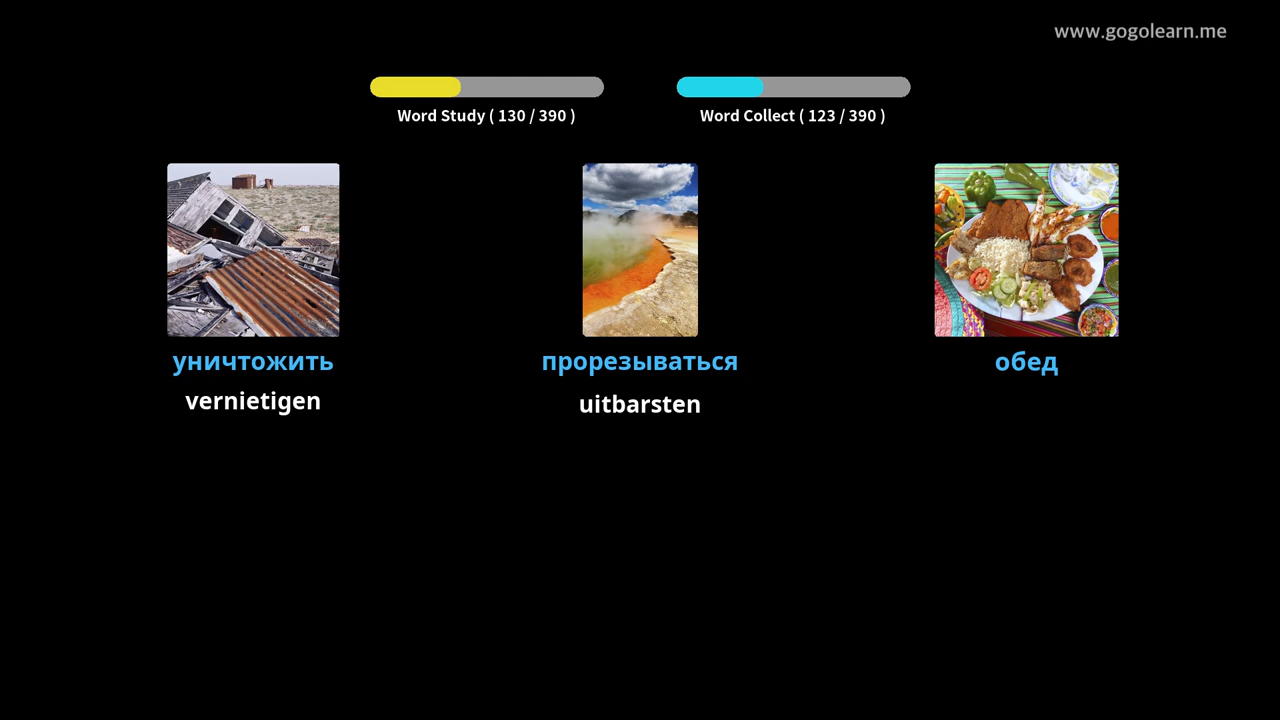 www.gogolearn.me
Word Study ( 130 / 390 )
Word Collect ( 123 / 390 )
уничтожить
прорезываться
обед
vernietigen
uitbarsten